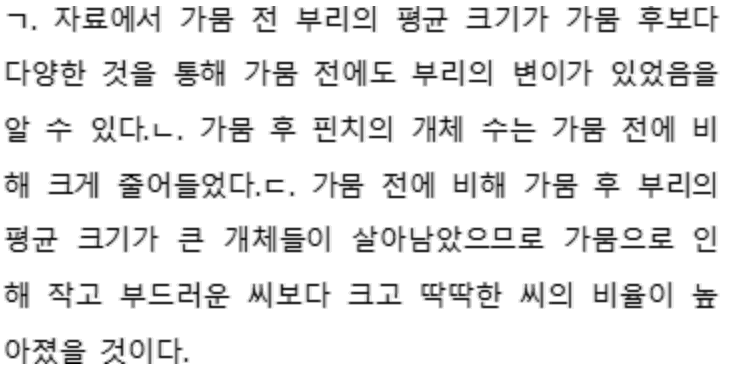 ㄱ. 자료에서 가뭄 전 부리의 평균 크기가 가뭄 후보다
다양한 것을 통해 가뭄 전에도 부리의 변이가 있었음을
알 수 있다.ㄴ. 가뭄 후 핀치의 개체 수는 가뭄 전에 비
해 크게 줄어들었다.ㄷ. 가뭄 전에 비해 가뭄 후 부리의
평균 크기가 큰 개체들이 살아남았으므로 가뭄으로 인
해 작고 부드러운 씨보다 크고 딱딱한 씨의 비율이 높
아졌을 것이다.